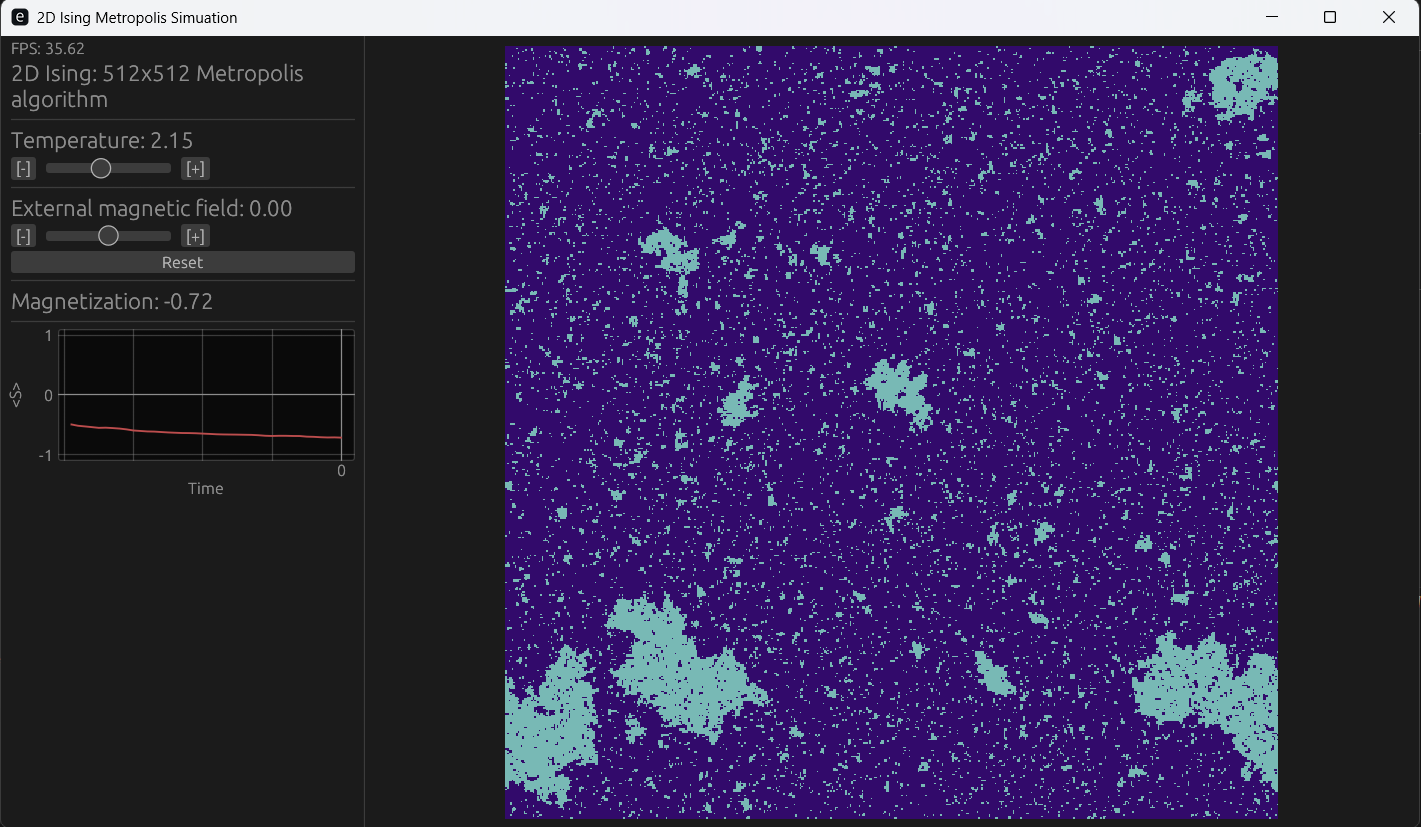 e 2D Ising Metropolis Simuation
FPS: 35.62
2D Ising: 512x512 Metropolis
algorithm
Temperature: 2.15
[-] [+]
External magnetic field: 0.00
[-] [+]
Reset
Magnetization: -0.72
1
0
-1
<S>
0
Time